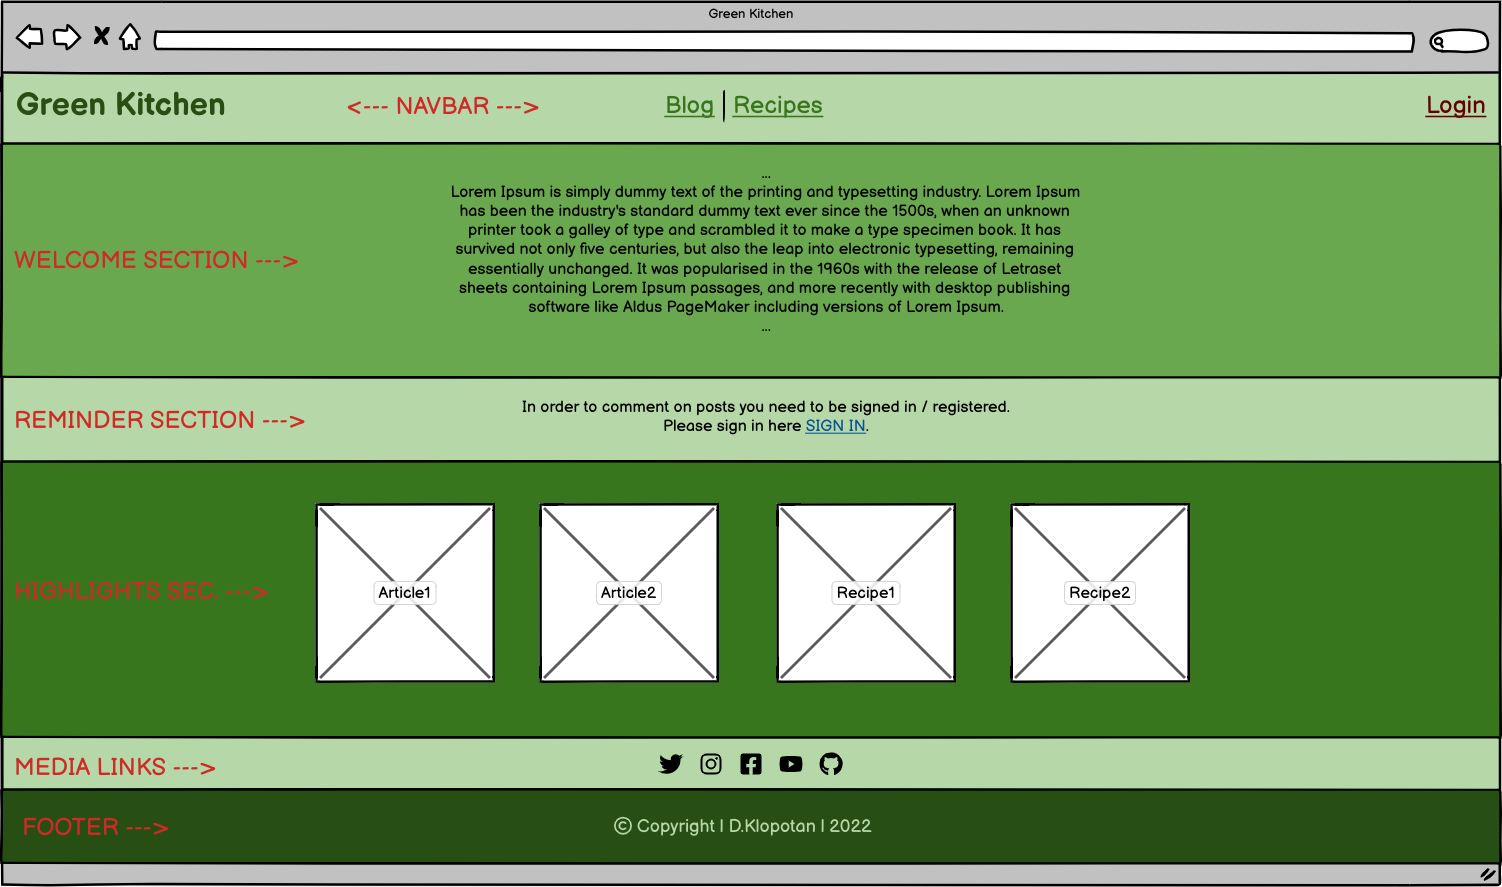 Green Kitchen
Green Kitchen <--- NAVBAR ---> Blog | Recipes Login
...
Lorem Ipsum is simply dummy text of the printing and typesetting industry. Lorem Ipsum
has been the industry's standard dummy text ever since the 1500s, when an unknown
printer took a galley of type and scrambled it to make a type specimen book. It has
survived not only five centuries, but also the leap into electronic typesetting, remaining
essentially unchanged. It was popularised in the 1960s with the release of Letraset
sheets containing Lorem Ipsum passages, and more recently with desktop publishing
software like Aldus PageMaker including versions of Lorem Ipsum.
...
WELCOME SECTION --->
REMINDER SECTION --->
In order to comment on posts you need to be signed in / registered.
Please sign in here SIGN IN.
HIGHLIGHTS SEC. --->
Article1
Article2
Recipe1
Recipe2
MEDIA LINKS --->
FOOTER --->
© Copyright | D.Klopotan | 2022